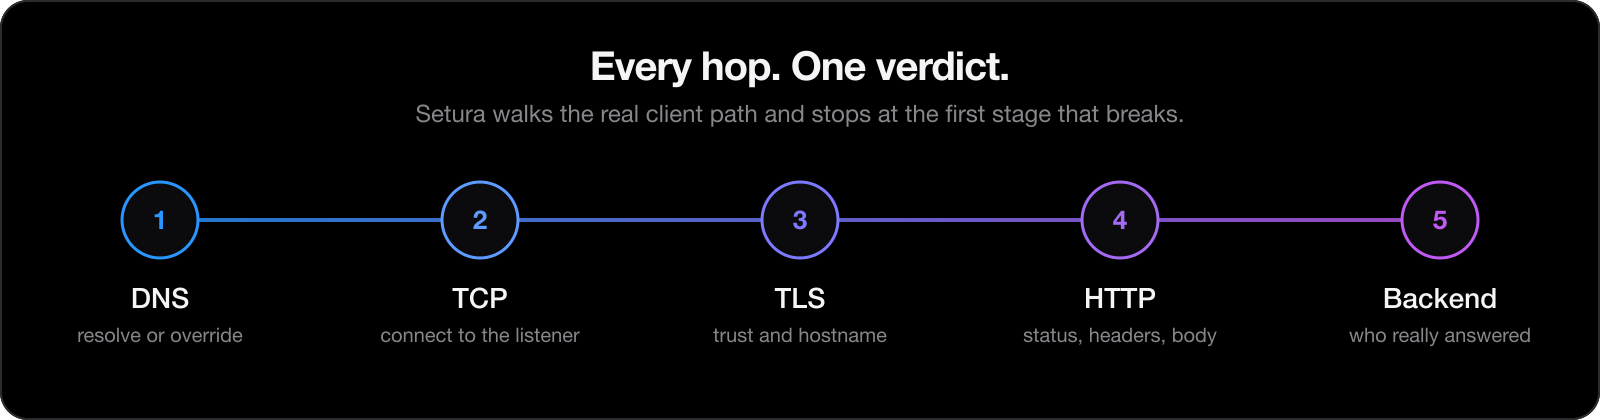 Every hop. One verdict.
Setura walks the real client path and stops at the first stage that breaks.
1
2
3
4
5
DNS
TCP
TLS
HTTP
Backend
resolve or override
connect to the listener
trust and hostname
status, headers, body
who really answered